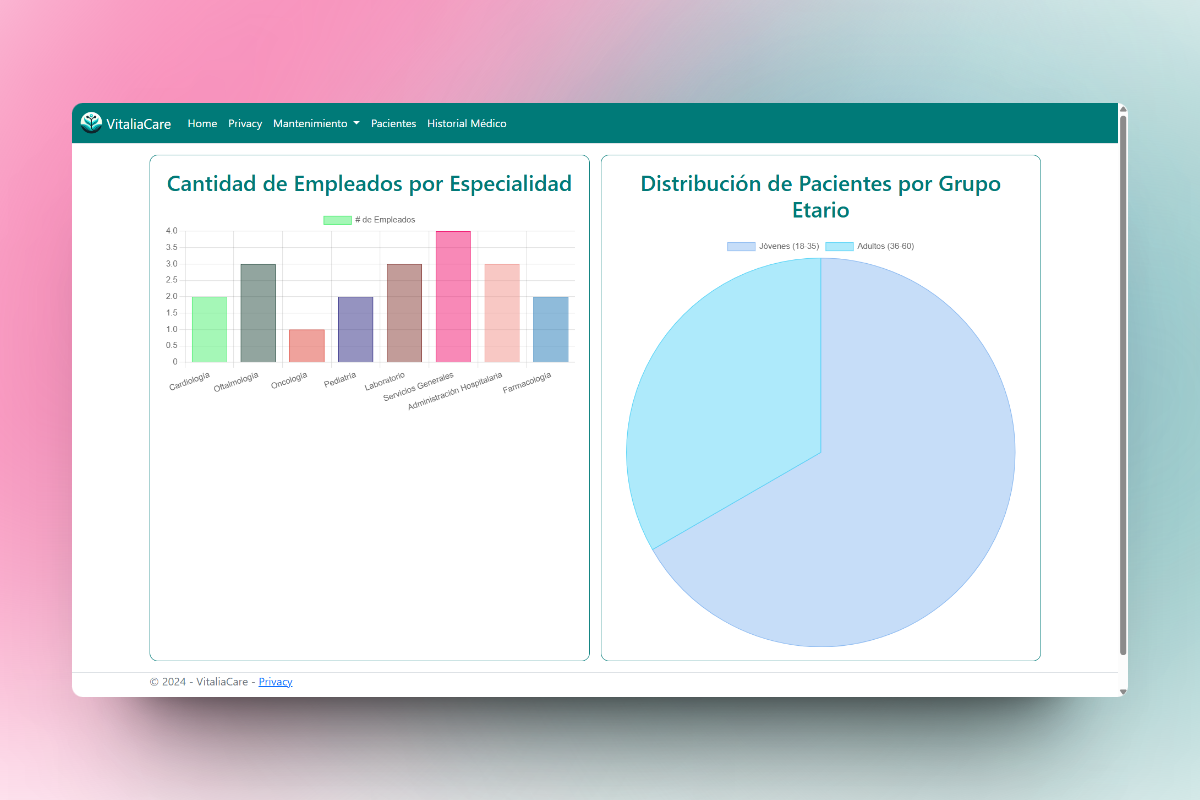 VitaliaCare Home Privacy Mantenimiento Pacientes Historial Médico
Cantidad de Empleados por Especialidad
# de Empleados
4.0
3.5
3.0
2.5
2.0
1.5
1.0
0.5
0
Cardiología
Oftalmología
Oncología
Pediatría
Laboratorio
Servicios Generales
Administración Hospitalaria
Farmacología
Distribución de Pacientes por Grupo
Etario
Jóvenes (18-35) Adultos (36-60)
© 2024 - VitaliaCare - Privacy